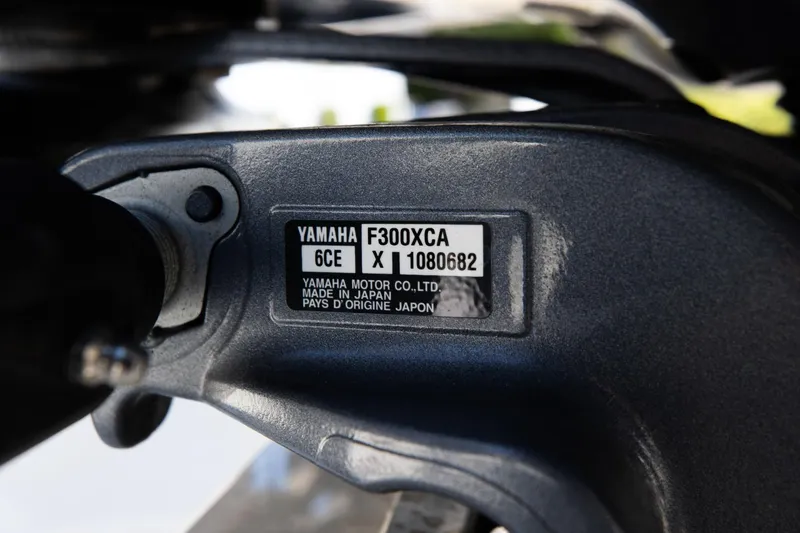 YAMAHA F300XCA
6CE X 1080682
YAMAHA MOTOR CO.,LTD.
MADE IN JAPAN
PAYS D'ORIGINE JAPON